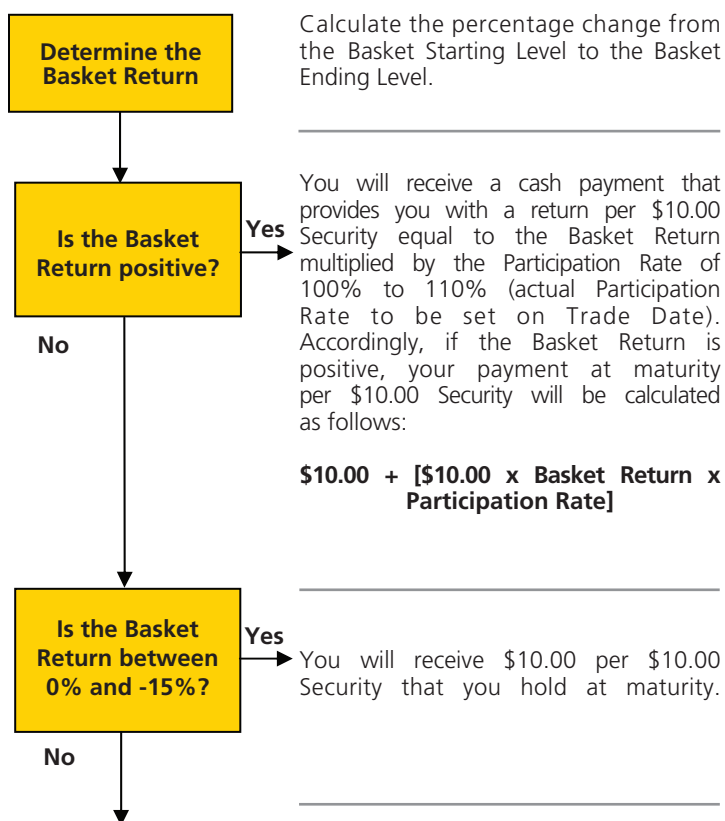 Determine the
Basket Return
Calculate the percentage change from
the Basket Starting Level to the Basket
Ending Level.
Is the Basket
Return positive?
Yes
No
You will receive a cash payment that
provides you with a return per $10.00
Security equal to the Basket Return
multiplied by the Participation Rate of
100% to 110% (actual Participation
Rate to be set on Trade Date).
Accordingly, if the Basket Return is
positive, your payment at maturity
per $10.00 Security will be calculated
as follows:
$10.00 + [$10.00 x Basket Return x
Participation Rate]
Is the Basket
Return between
0% and -15%?
Yes
No
You will receive $10.00 per $10.00
Security that you hold at maturity.